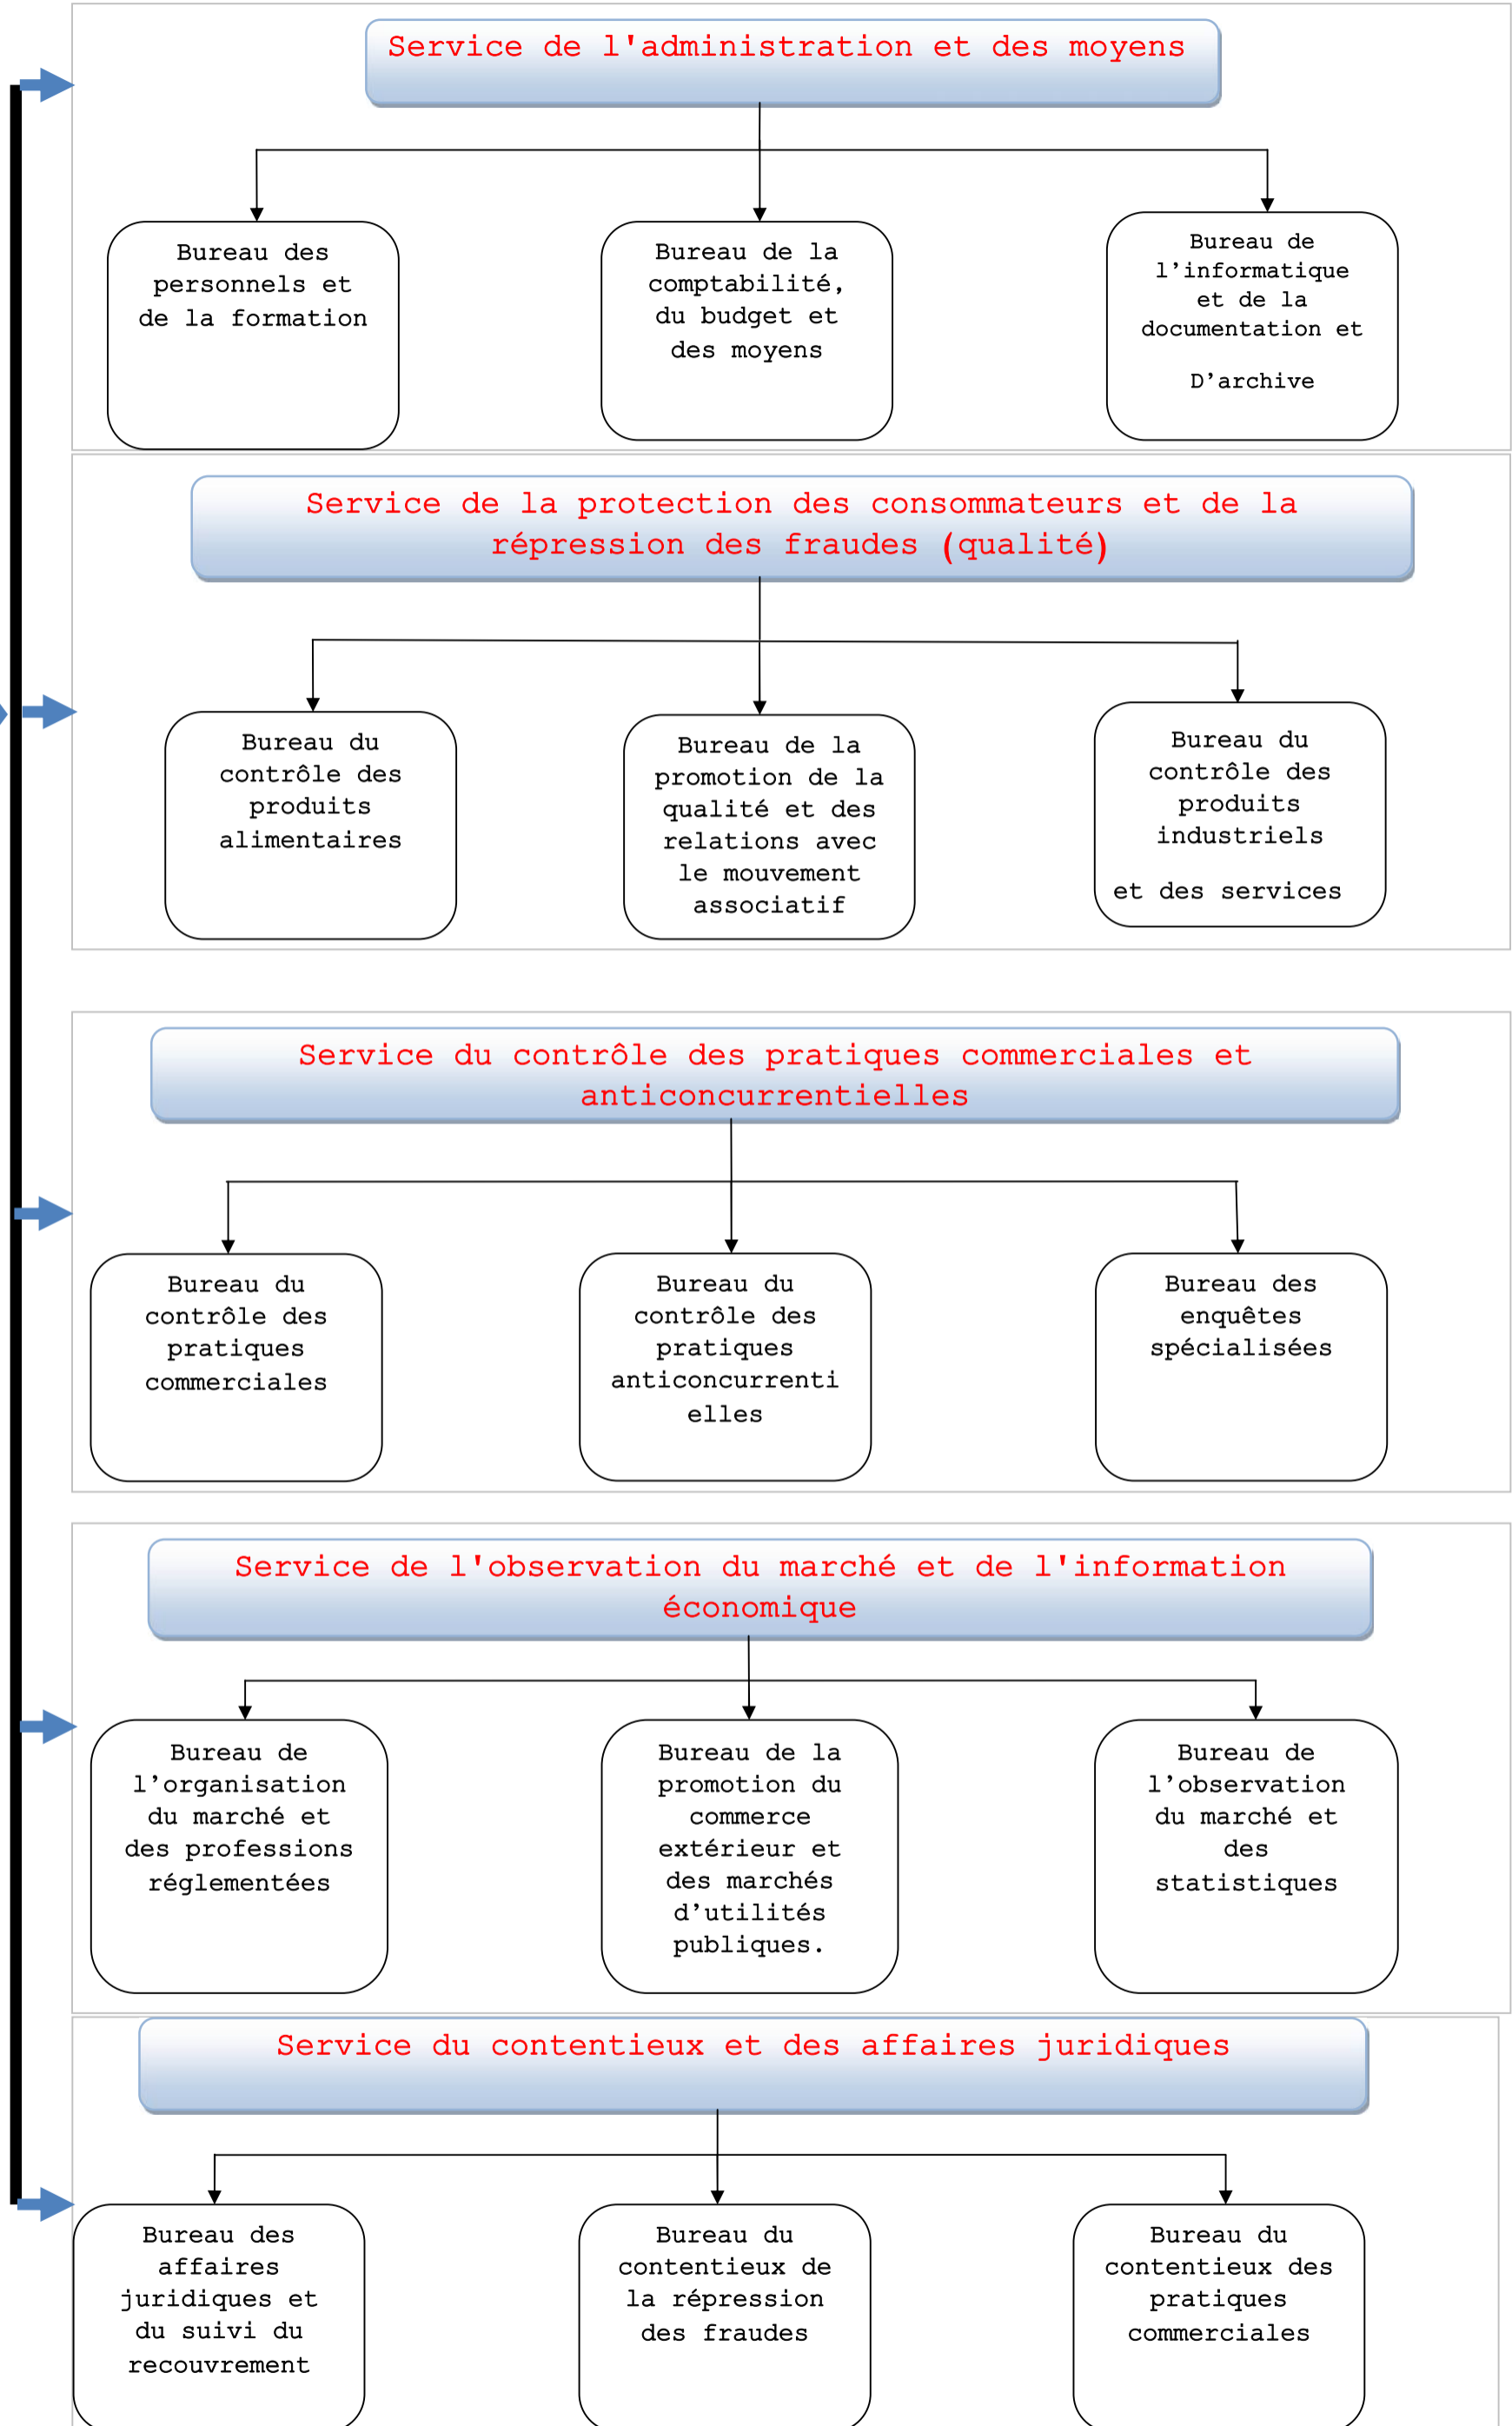 Service de l'administration et des moyens
Bureau des
personnels et
de la formation
Bureau de la
comptabilité,
du budget et
des moyens
Bureau de
l’informatique
et de la
documentation et
D’archive
Service de la protection des consommateurs et de la
répression des fraudes (qualité)
Bureau du
contrôle des
produits
alimentaires
Bureau de la
promotion de la
qualité et des
relations avec
le mouvement
associatif
Bureau du
contrôle des
produits
industriels
et des services
Service du contrôle des pratiques commerciales et
anticoncurrentielles
Bureau du
contrôle des
pratiques
commerciales
Bureau du
contrôle des
pratiques
anticoncurrenti
elles
Bureau des
enquêtes
spécialisées
Service de l'observation du marché et de l'information
économique
Bureau de
l’organisation
du marché et
des professions
réglementées
Bureau de la
promotion du
commerce
extérieur et
des marchés
d’utilités
publiques.
Bureau de
l’observation
du marché et
des
statistiques
Service du contentieux et des affaires juridiques
Bureau des
affaires
juridiques et
du suivi du
recouvrement
Bureau du
contentieux de
la répression
des fraudes
Bureau du
contentieux des
pratiques
commerciales